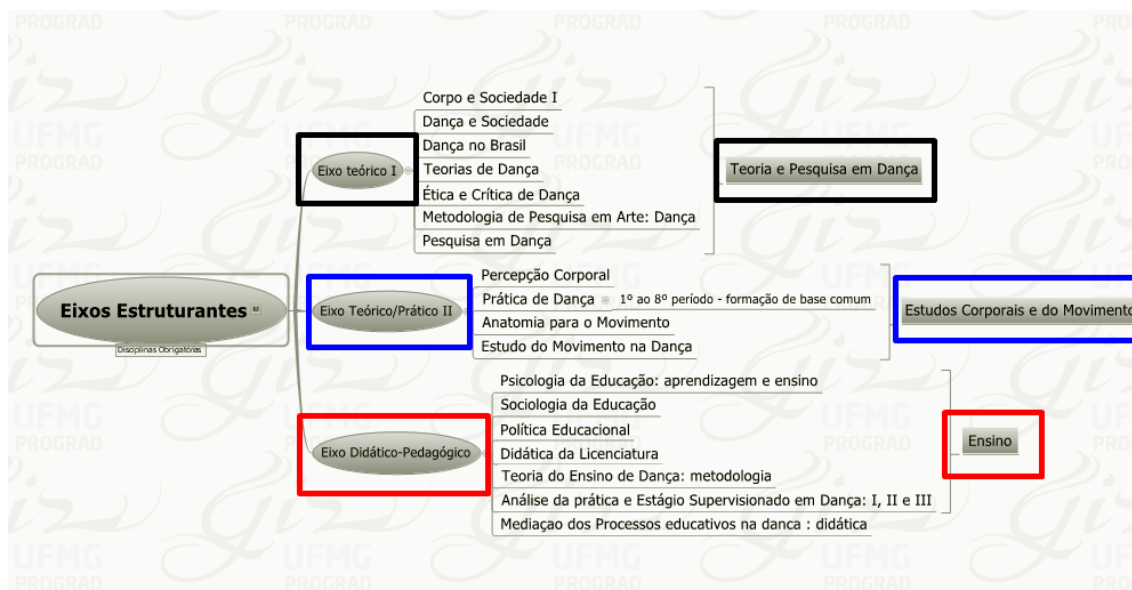 Corpo e Sociedade I
Dança e Sociedade
Dança no Brasil
Eixo teórico I
Teorias de Dança
Teoria e Pesquisa em Dança
Ética e Crítica de Dança
Metodologia de Pesquisa em Arte: Dança
Pesquisa em Dança
Percepção Corporal
Eixos Estruturantes
Disciplinas Obrigatórias
Eixo Teórico/Prático II
Prática de Dança
1º ao 8º período - formação de base comum
Anatomia para o Movimento
Estudo do Movimento na Dança
Estudos Corporais e do Movimento
Psicologia da Educação: aprendizagem e ensino
Sociologia da Educação
Política Educacional
Eixo Didático-Pedagógico
Didática da Licenciatura
Ensino
Teoria do Ensino de Dança: metodologia
Análise da prática e Estágio Supervisionado em Dança: I, II e III
Mediaçao dos Processos educativos na danca : didática
giz
UFMG
PROGRAD